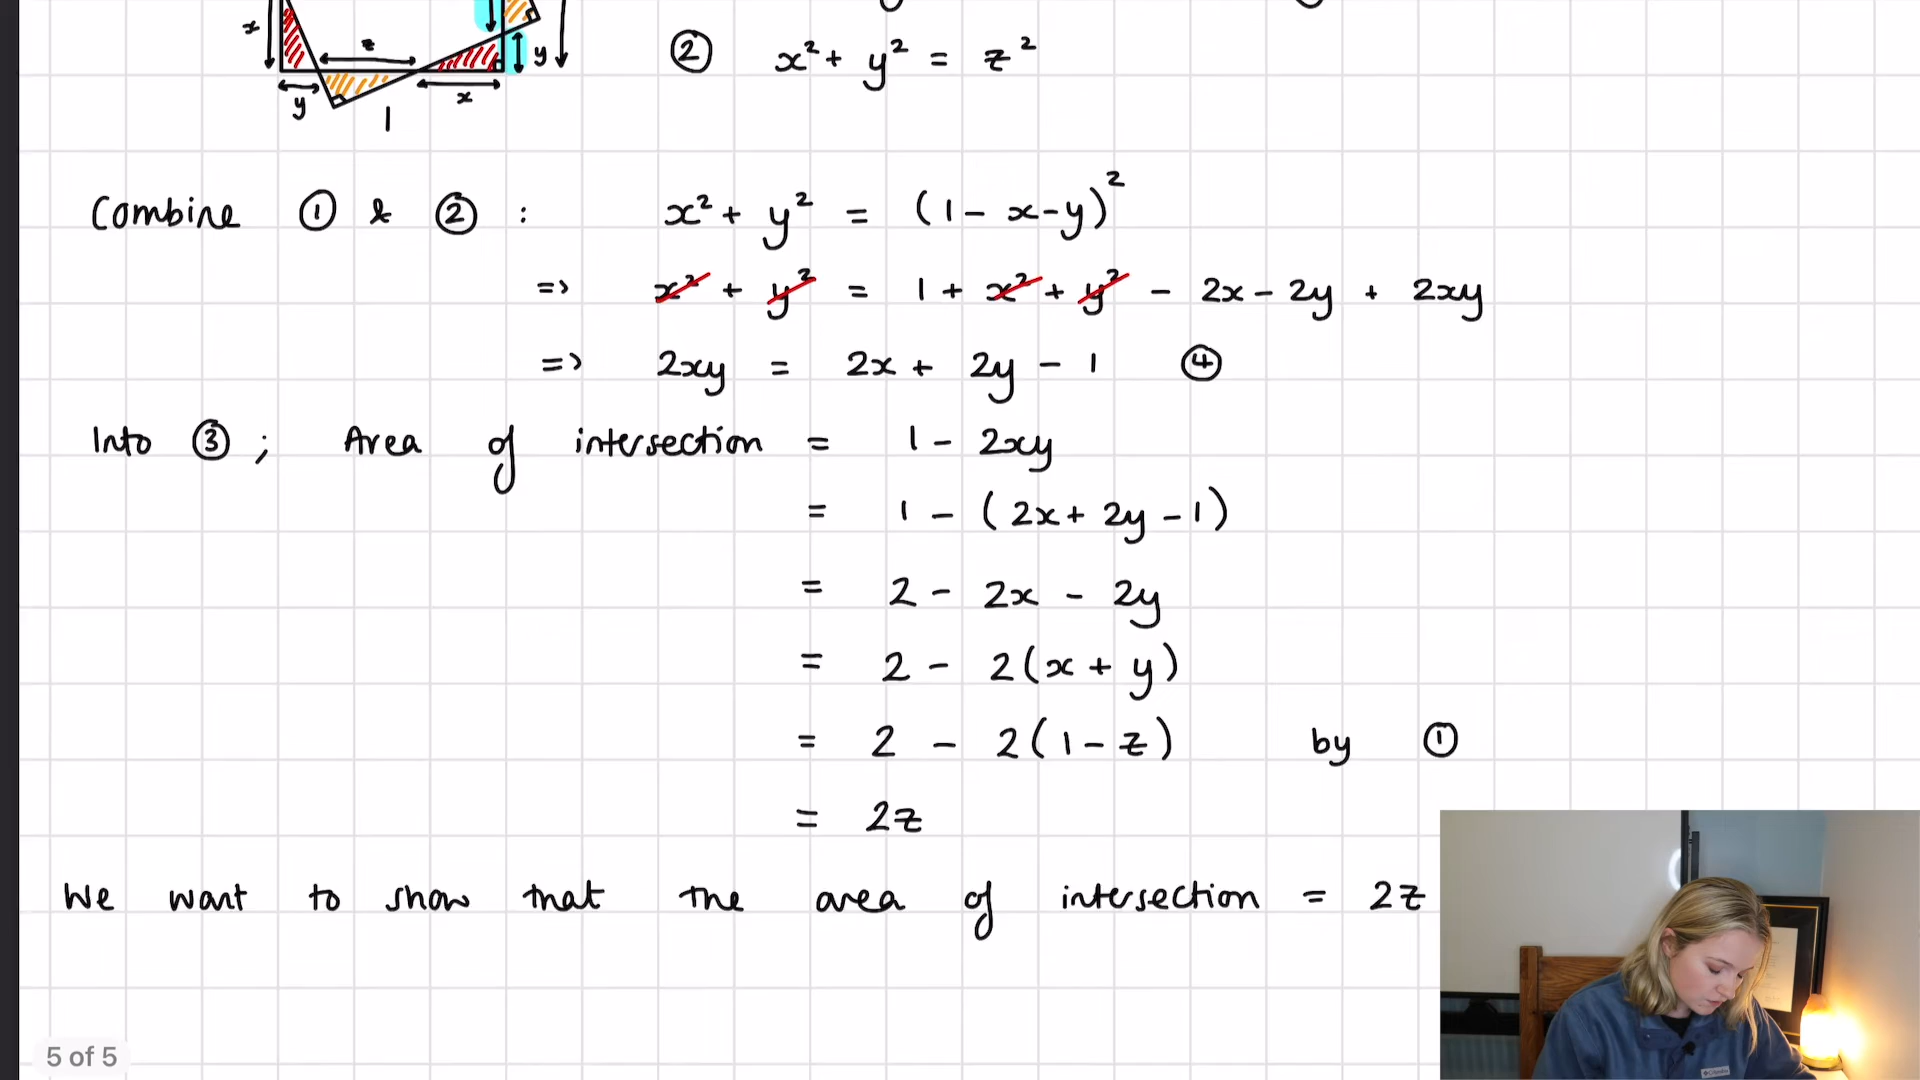 x
z
y
② x² + y² = z²
y
x
1
Combine ① & ② : x² + y² = (1 - x - y)²
=> x² + y² = 1 + x² + y² - 2x - 2y + 2xy
=> 2xy = 2x + 2y - 1 ④
Into ③ ; Area of intersection = 1 - 2xy
= 1 - (2x + 2y - 1)
= 2 - 2x - 2y
= 2 - 2(x + y)
= 2 - 2(1 - z) by ①
= 2z
We want to show that the area of intersection = 2z
5 of 5